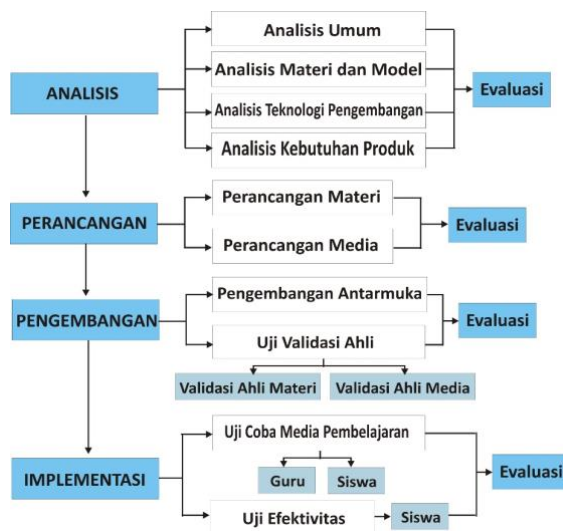 Analisis Umum
Analisis Materi dan Model
ANALISIS
Evaluasi
Analisis Teknologi Pengembangan
Analisis Kebutuhan Produk
Perancangan Materi
PERANCANGAN
Evaluasi
Perancangan Media
Pengembangan Antarmuka
PENGEMBANGAN
Evaluasi
Uji Validasi Ahli
Validasi Ahli Materi
Validasi Ahli Media
Uji Coba Media Pembelajaran
Guru
Siswa
IMPLEMENTASI
Evaluasi
Uji Efektivitas
Siswa